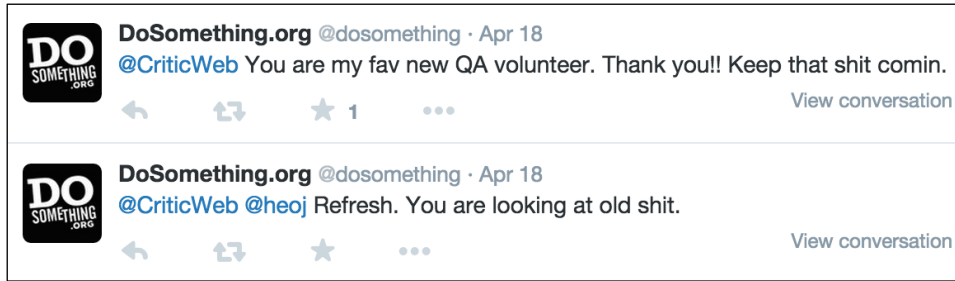 DO
SOMETHING
.ORG
DoSomething.org @dosomething · Apr 18
@CriticWeb You are my fav new QA volunteer. Thank you!! Keep that shit comin.
1
View conversation
DO
SOMETHING
.ORG
DoSomething.org @dosomething · Apr 18
@CriticWeb @heoj Refresh. You are looking at old shit.
View conversation